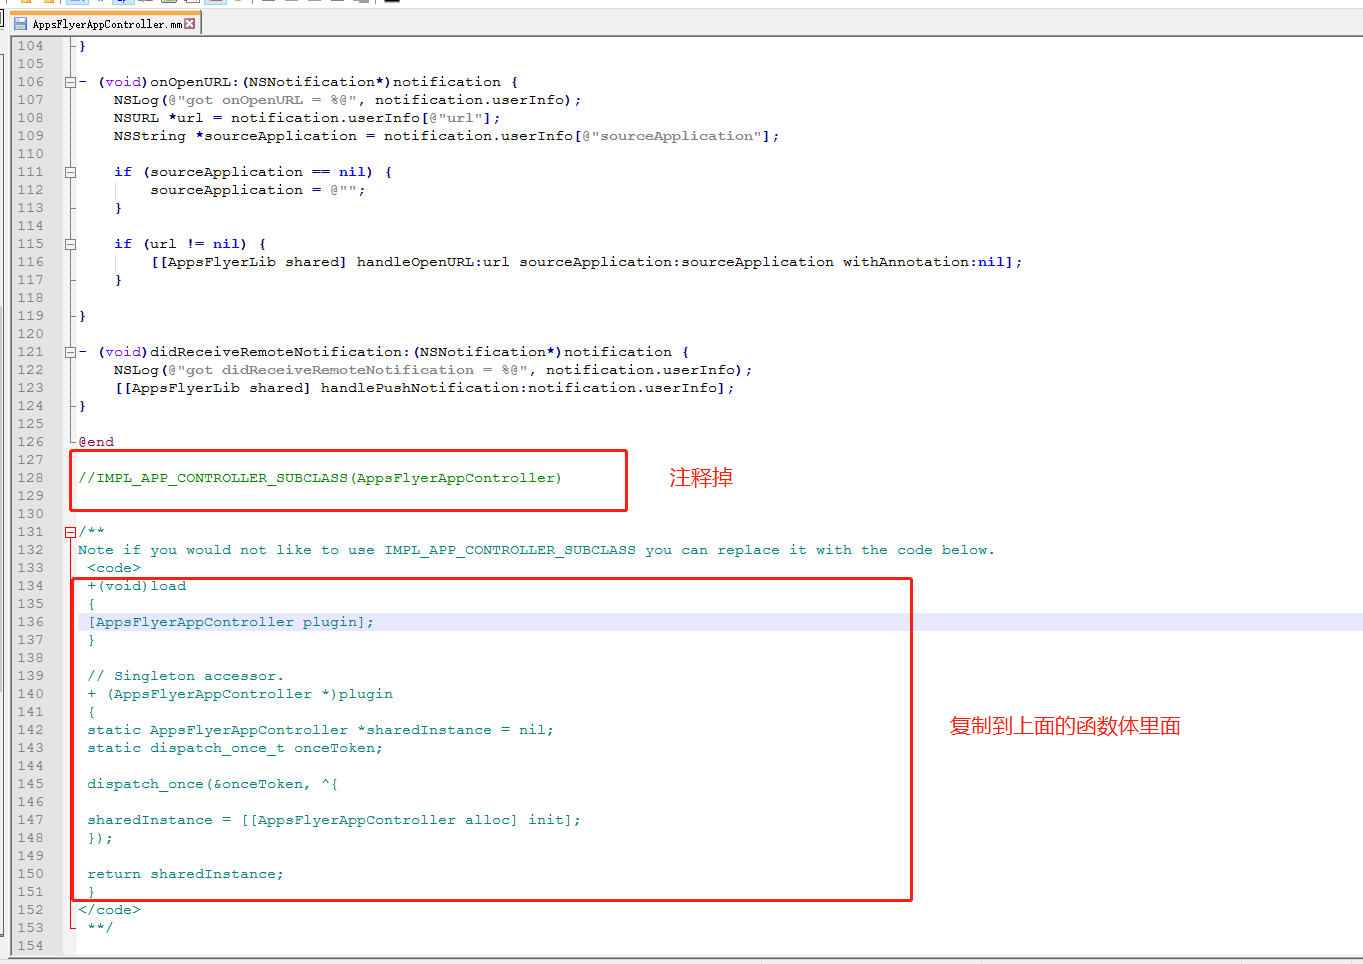 AppsFlyerAppController.mm
104 }
105
106 - (void)onOpenURL:(NSNotification*)notification {
107 NSLog(@"got onOpenURL = %@", notification.userInfo);
108 NSURL *url = notification.userInfo[@"url"];
109 NSString *sourceApplication = notification.userInfo[@"sourceApplication"];
110
111 if (sourceApplication == nil) {
112 sourceApplication = @"";
113 }
114
115 if (url != nil) {
116 [[AppsFlyerLib shared] handleOpenURL:url sourceApplication:sourceApplication withAnnotation:nil];
117 }
118
119 }
120
121 - (void)didReceiveRemoteNotification:(NSNotification*)notification {
122 NSLog(@"got didReceiveRemoteNotification = %@", notification.userInfo);
123 [[AppsFlyerLib shared] handlePushNotification:notification.userInfo];
124 }
125
126 @end
127
128 //IMPL_APP_CONTROLLER_SUBCLASS(AppsFlyerAppController) 注释掉
129
130
131 /**
132 Note if you would not like to use IMPL_APP_CONTROLLER_SUBCLASS you can replace it with the code below.
133 <code>
134 +(void)load
135 {
136 [AppsFlyerAppController plugin];
137 }
138
139 // Singleton accessor.
140 + (AppsFlyerAppController *)plugin
141 {
142 static AppsFlyerAppController *sharedInstance = nil;
复制到上面的函数体里面
143 static dispatch_once_t onceToken;
144
145 dispatch_once(&onceToken, ^{
146
147 sharedInstance = [[AppsFlyerAppController alloc] init];
148 });
149
150 return sharedInstance;
151 }
152 </code>
153 **/
154